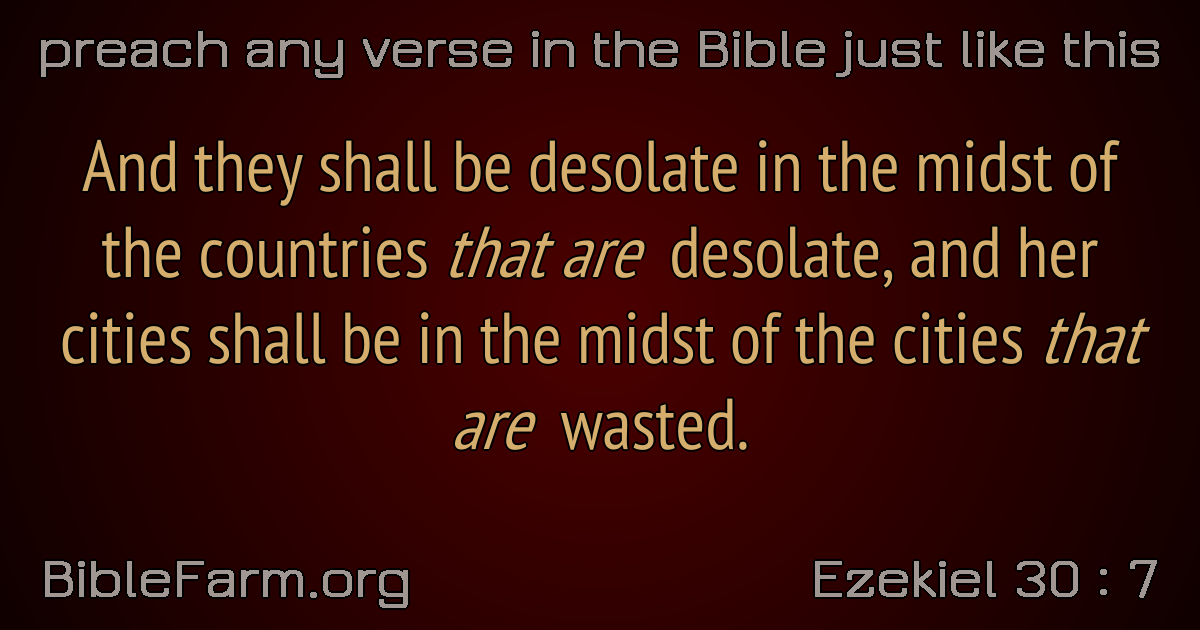 preach any verse in the Bible just like this
And they shall be desolate in the midst of
the countries that are desolate, and her
cities shall be in the midst of the cities that
are wasted.
BibleFarm.org
Ezekiel 30 : 7